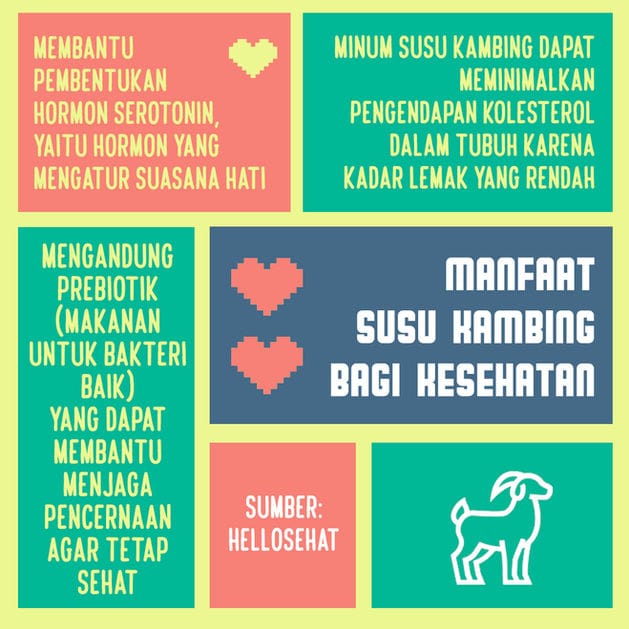 MEMBANTU
PEMBENTUKAN
HORMON SEROTONIN,
YAITU HORMON YANG
MENGATUR SUASANA HATI
MINUM SUSU KAMBING DAPAT
MEMINIMALKAN
PENGENDAPAN KOLESTEROL
DALAM TUBUH KARENA
KADAR LEMAK YANG RENDAH
MENGANDUNG
PREBIOTIK
(MAKANAN
UNTUK BAKTERI
BAIK)
YANG DAPAT
MEMBANTU
MENJAGA
PENCERNAAN
AGAR TETAP
SEHAT
MANFAAT
SUSU KAMBING
BAGI KESEHATAN
SUMBER:
HELLOSEHAT